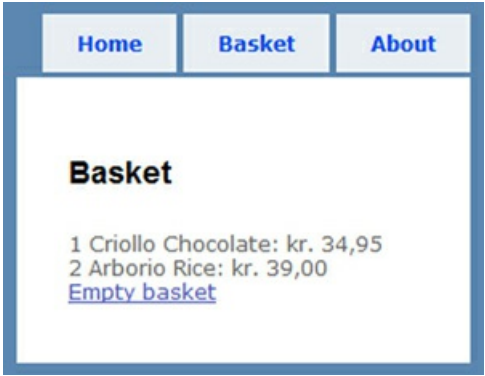 Home Basket About
Basket
1 Criollo Chocolate: kr. 34,95
2 Arborio Rice: kr. 39,00
Empty basket